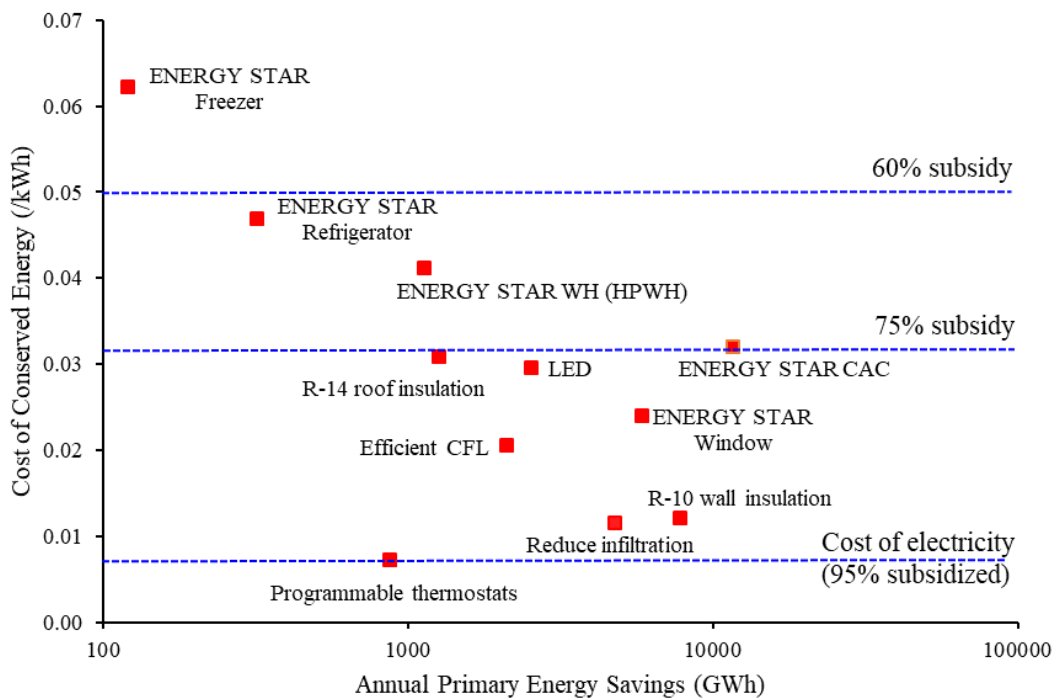 0.07
0.06
0.05
0.04
0.03
0.02
0.01
0.00
Cost of Conserved Energy (/kWh)
ENERGY STAR
Freezer
60% subsidy
ENERGY STAR
Refrigerator
ENERGY STAR WH (HPWH)
75% subsidy
R-14 roof insulation
LED
ENERGY STAR CAC
Efficient CFL
ENERGY STAR
Window
R-10 wall insulation
Reduce infiltration
Cost of electricity
(95% subsidized)
Programmable thermostats
100
1000
10000
100000
Annual Primary Energy Savings (GWh)